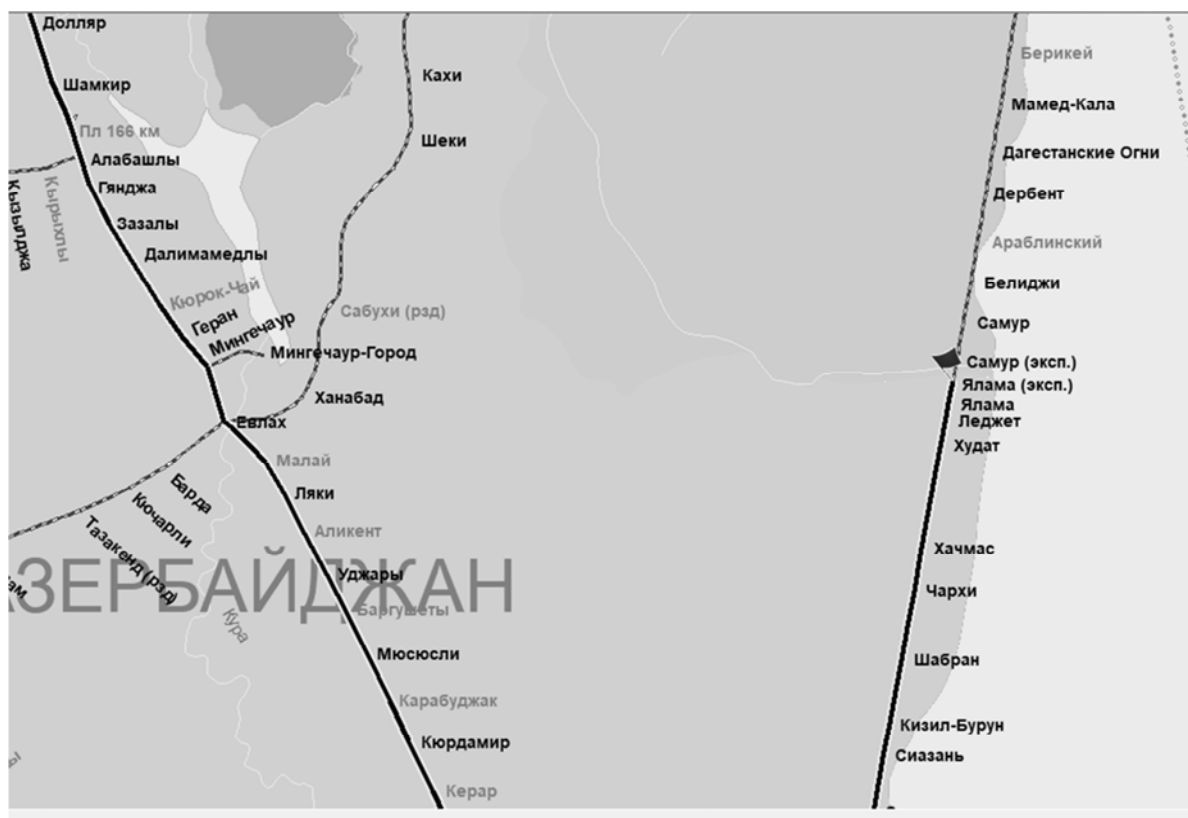 Долляр
Шамкир
Пл 166 км
Алабашлы
Гянджа
Кызылджа
Кырыхлы
Зазалы
Далимамедлы
Кюрок-Чай
Геран
Мингечаур
Мингечаур-Город
Кахи
Шеки
Сабухи (рзд)
Ханабад
Евлах
Малай
Ляки
Барда
Кючарли
Тазакенд (рзд)
Аликент
Уджары
АЗЕРБАЙДЖАН
Баргушеты
Кура
Мюсюсли
Карабуджак
Кюрдамир
Керар
Берикей
Мамед-Кала
Дагестанские Огни
Дербент
Араблинский
Белиджи
Самур
Самур (эксп.)
Ялама (эксп.)
Ялама
Леджет
Худат
Хачмас
Чархи
Шабран
Кизил-Бурун
Сиазань